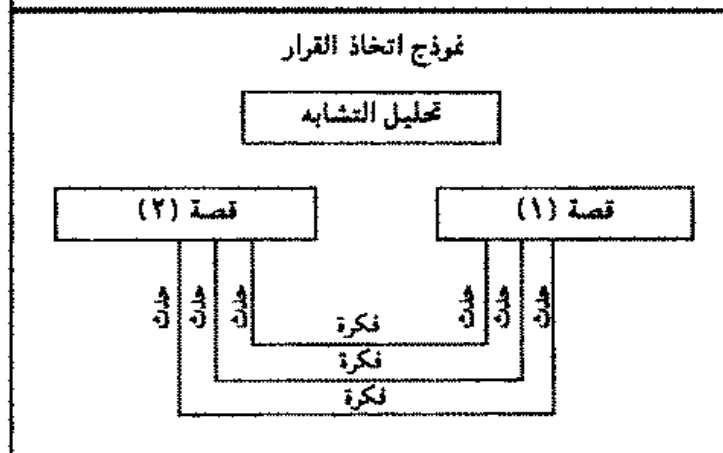 نموذج اتخاذ القرار
تحليل التشابه
قصة (١)
قصة (٢)
حدث حدث حدث
حدث حدث حدث
فكرة
فكرة
فكرة